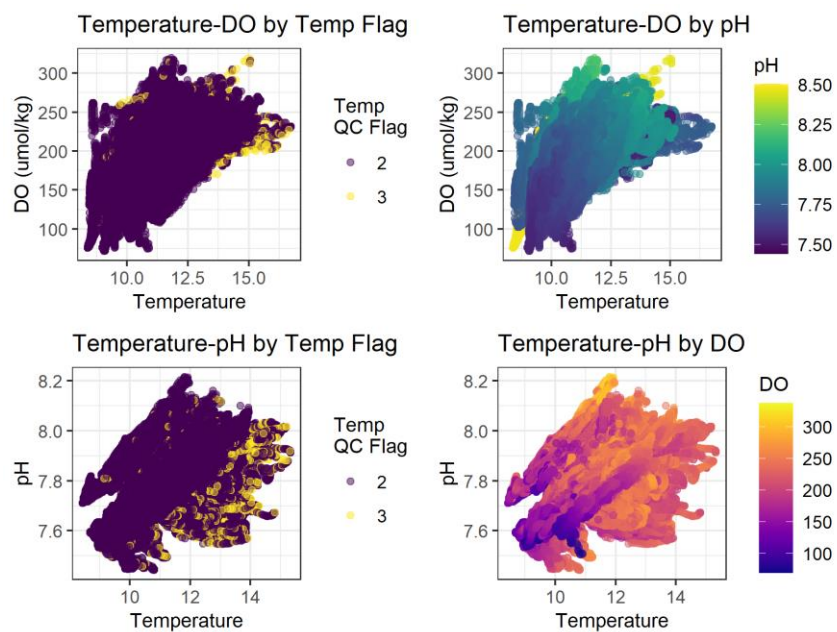 Temperature-DO by Temp Flag
DO (umol/kg)
300
250
200
150
100
10.0 12.5 15.0
Temperature
Temp
QC Flag
2
3
Temperature-DO by pH
DO (umol/kg)
300
250
200
150
100
10.0 12.5 15.0
Temperature
pH
8.50
8.25
8.00
7.75
7.50
Temperature-pH by Temp Flag
pH
8.2
8.0
7.8
7.6
10 12 14
Temperature
Temp
QC Flag
2
3
Temperature-pH by DO
pH
8.2
8.0
7.8
7.6
10 12 14
Temperature
DO
300
250
200
150
100